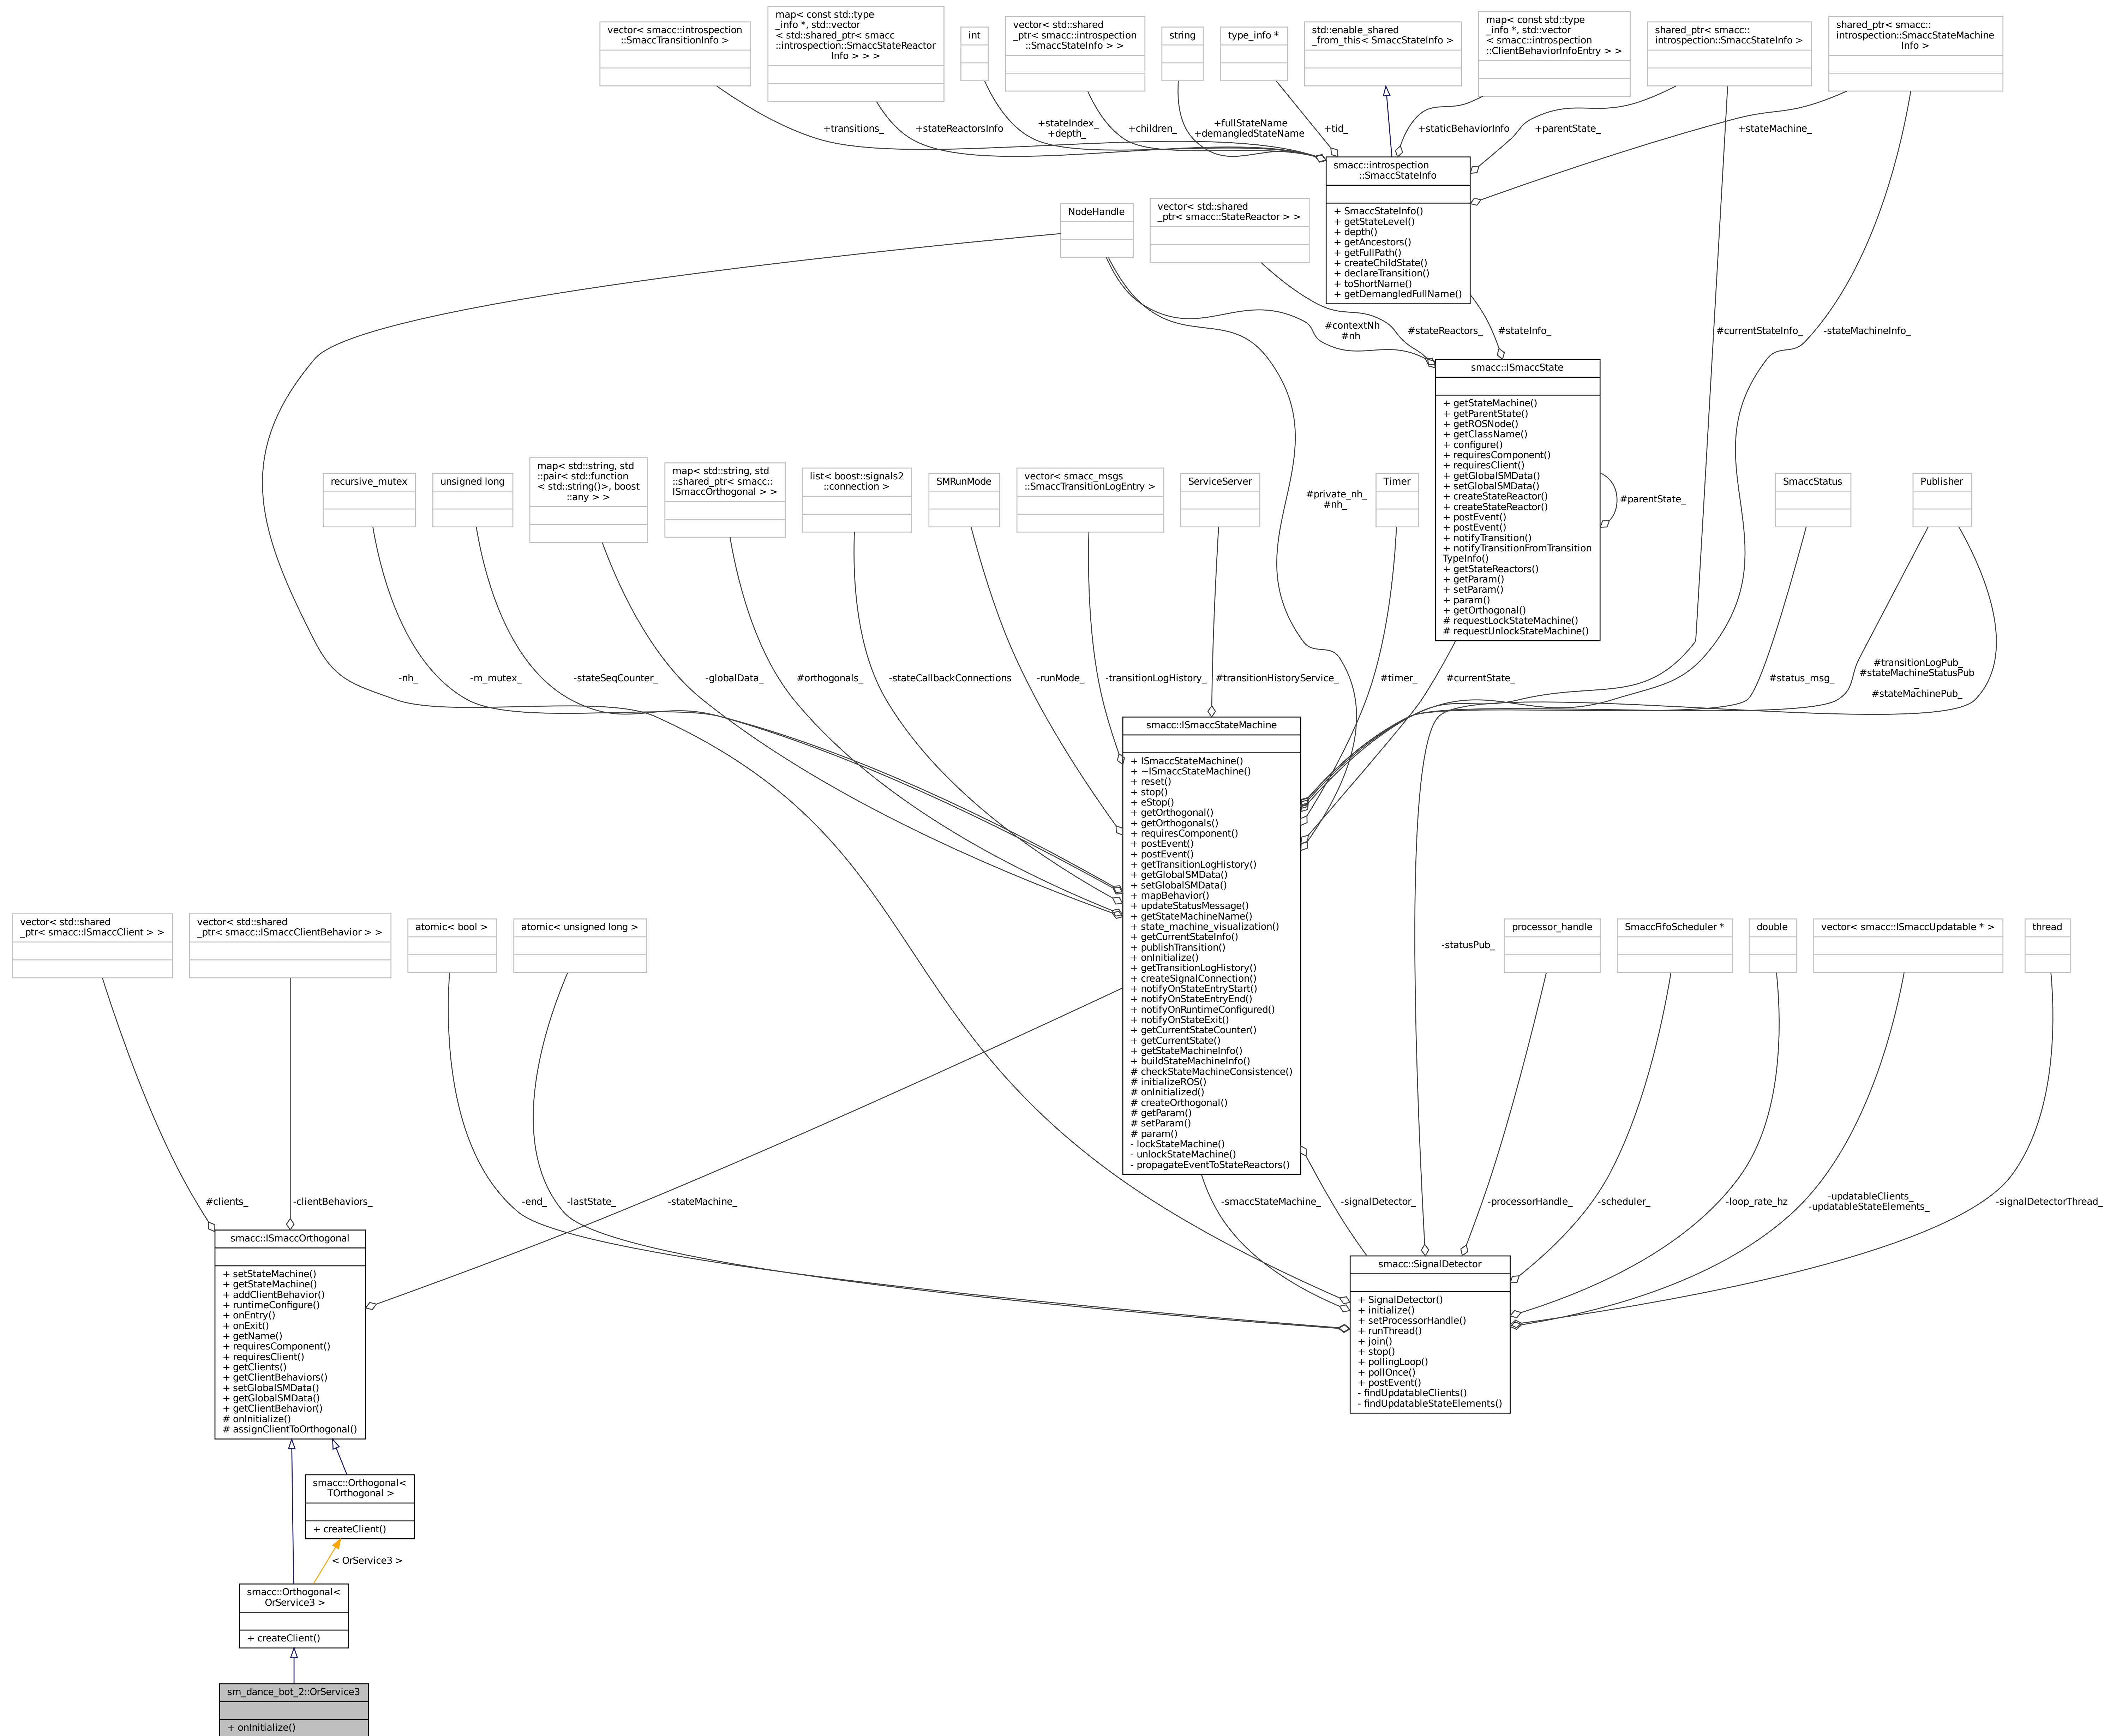 vector< smacc::introspection
::SmaccTransitionInfo >
map< const std::type
_info *, std::vector
< std::shared_ptr< smacc
::introspection::SmaccStateReactor
Info > > >
int
vector< std::shared
_ptr< smacc::introspection
::SmaccStateInfo > >
string
type_info *
std::enable_shared
_from_this< SmaccStateInfo >
map< const std::type
_info *, std::vector
< smacc::introspection
::ClientBehaviorInfoEntry > >
shared_ptr< smacc::
introspection::SmaccStateInfo >
shared_ptr< smacc::
introspection::SmaccStateMachine
Info >
+transitions_
+stateReactorsInfo
+stateIndex_
+depth_
+children_
+fullStateName
+demangledStateName
+tid_
+staticBehaviorInfo
+parentState_
+stateMachine_
smacc::introspection
::SmaccStateInfo
+ SmaccStateInfo()
+ getStateLevel()
+ depth()
+ getAncestors()
+ getFullPath()
+ createChildState()
+ declareTransition()
+ toShortName()
+ getDemangledFullName()
NodeHandle
vector< std::shared
_ptr< smacc::StateReactor > >
#contextNh
#nh
#stateReactors_
#stateInfo_
#currentStateInfo_
-stateMachineInfo_
smacc::ISmaccState
+ getStateMachine()
+ getParentState()
+ getROSNode()
+ getClassName()
+ configure()
+ requiresComponent()
+ requiresClient()
+ getGlobalSMData()
+ setGlobalSMData()
+ createStateReactor()
+ createStateReactor()
+ postEvent()
+ postEvent()
+ notifyTransition()
+ notifyTransitionFromTransition
TypeInfo()
+ getStateReactors()
+ getParam()
+ setParam()
+ param()
+ getOrthogonal()
# requestLockStateMachine()
# requestUnlockStateMachine()
#parentState_
recursive_mutex
unsigned long
map< std::string, std
::pair< std::function
< std::string()>, boost
::any > >
map< std::string, std
::shared_ptr< smacc::
ISmaccOrthogonal > >
list< boost::signals2
::connection >
SMRunMode
vector< smacc_msgs
::SmaccTransitionLogEntry >
ServiceServer
#private_nh_
#nh_
Timer
SmaccStatus
Publisher
-nh_
-m_mutex_
-stateSeqCounter_
-globalData_
#orthogonals_
-stateCallbackConnections
-runMode_
-transitionLogHistory_
#transitionHistoryService_
#timer_
#currentState_
#status_msg_
#transitionLogPub_
#stateMachineStatusPub
_
#stateMachinePub_
smacc::ISmaccStateMachine
+ ISmaccStateMachine()
+ ~ISmaccStateMachine()
+ reset()
+ stop()
+ eStop()
+ getOrthogonal()
+ getOrthogonals()
+ requiresComponent()
+ postEvent()
+ postEvent()
+ getTransitionLogHistory()
+ getGlobalSMData()
+ setGlobalSMData()
+ mapBehavior()
+ updateStatusMessage()
+ getStateMachineName()
+ state_machine_visualization()
+ getCurrentStateInfo()
+ publishTransition()
+ onInitialize()
+ getTransitionLogHistory()
+ createSignalConnection()
+ notifyOnStateEntryStart()
+ notifyOnStateEntryEnd()
+ notifyOnRuntimeConfigured()
+ notifyOnStateExit()
+ getCurrentStateCounter()
+ getCurrentState()
+ getStateMachineInfo()
+ buildStateMachineInfo()
# checkStateMachineConsistence()
# initializeROS()
# onInitialized()
# createOrthogonal()
# getParam()
# setParam()
# param()
- lockStateMachine()
- unlockStateMachine()
- propagateEventToStateReactors()
vector< std::shared
_ptr< smacc::ISmaccClient > >
vector< std::shared
_ptr< smacc::ISmaccClientBehavior > >
atomic< bool >
atomic< unsigned long >
-statusPub_
processor_handle
SmaccFifoScheduler *
double
vector< smacc::ISmaccUpdatable * >
thread
#clients_
-clientBehaviors_
-end_
-lastState_
-stateMachine_
-smaccStateMachine_
-signalDetector_
-processorHandle_
-scheduler_
-loop_rate_hz
-updatableClients_
-updatableStateElements_
-signalDetectorThread_
smacc::ISmaccOrthogonal
+ setStateMachine()
+ getStateMachine()
+ addClientBehavior()
+ runtimeConfigure()
+ onEntry()
+ onExit()
+ getName()
+ requiresComponent()
+ requiresClient()
+ getClients()
+ getClientBehaviors()
+ setGlobalSMData()
+ getGlobalSMData()
+ getClientBehavior()
# onInitialize()
# assignClientToOrthogonal()
smacc::SignalDetector
+ SignalDetector()
+ initialize()
+ setProcessorHandle()
+ runThread()
+ join()
+ stop()
+ pollingLoop()
+ pollOnce()
+ postEvent()
- findUpdatableClients()
- findUpdatableStateElements()
smacc::Orthogonal<
TOrthogonal >
+ createClient()
< OrService3 >
smacc::Orthogonal<
OrService3 >
+ createClient()
sm_dance_bot_2::OrService3
+ onInitialize()